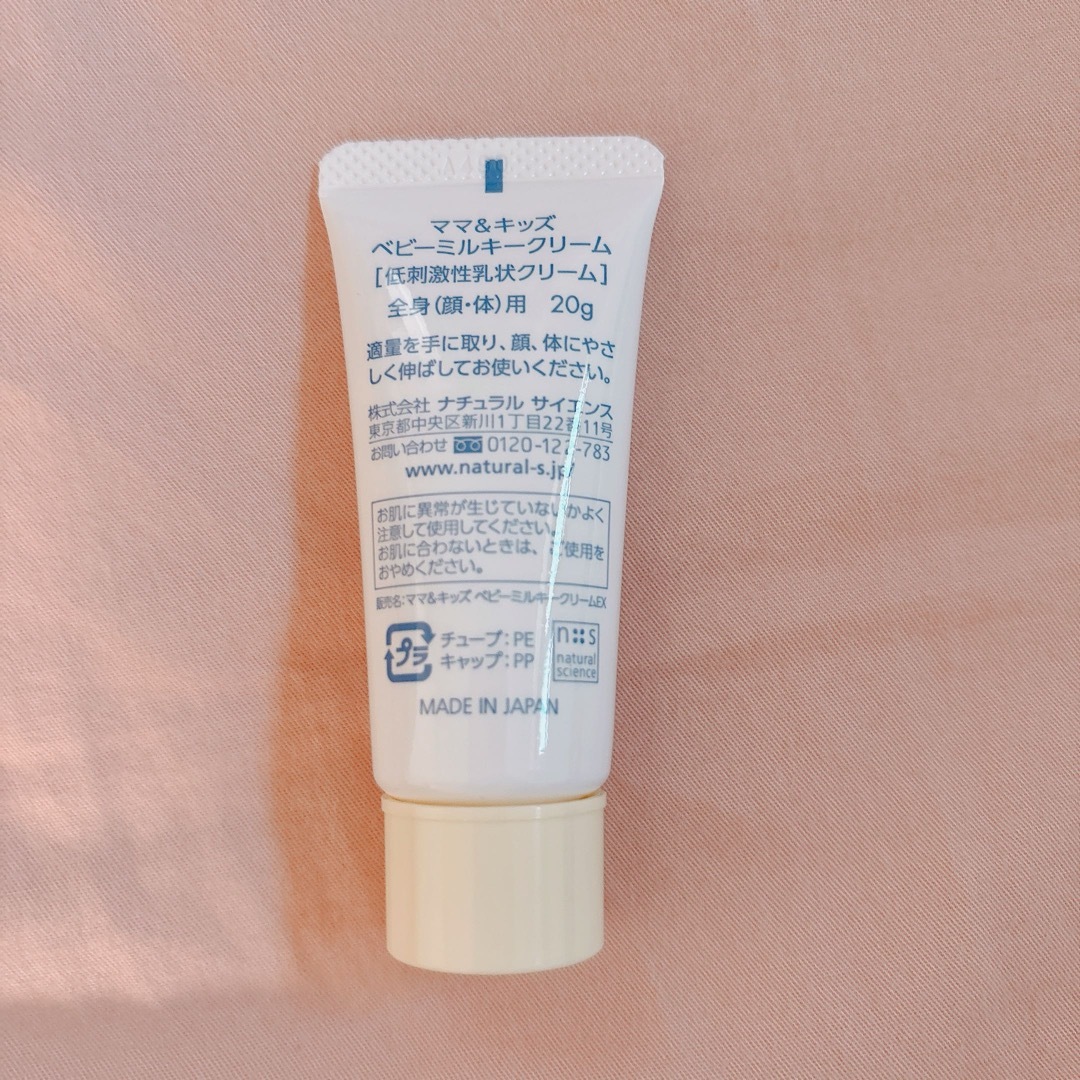 ママ&キッズ
ベビーミルキークリーム
[低刺激性乳状クリーム]
全身(顔・体)用 20g
適量を手に取り、顔、体にやさ
しく伸ばしてお使いください。
株式会社 ナチュラル サイエンス
東京都中央区新川1丁目22番11号
お問い合わせ 0120-122-783
www.natural-s.jp/
お肌に異常が生じていないかよく
注意して使用してください。
お肌に合わないときは、ご使用を
おやめください。
販売名:ママ&キッズ ベビーミルキークリームEX
プラ
チューブ:PE
キャップ:PP
n::s
natural
science
MADE IN JAPAN